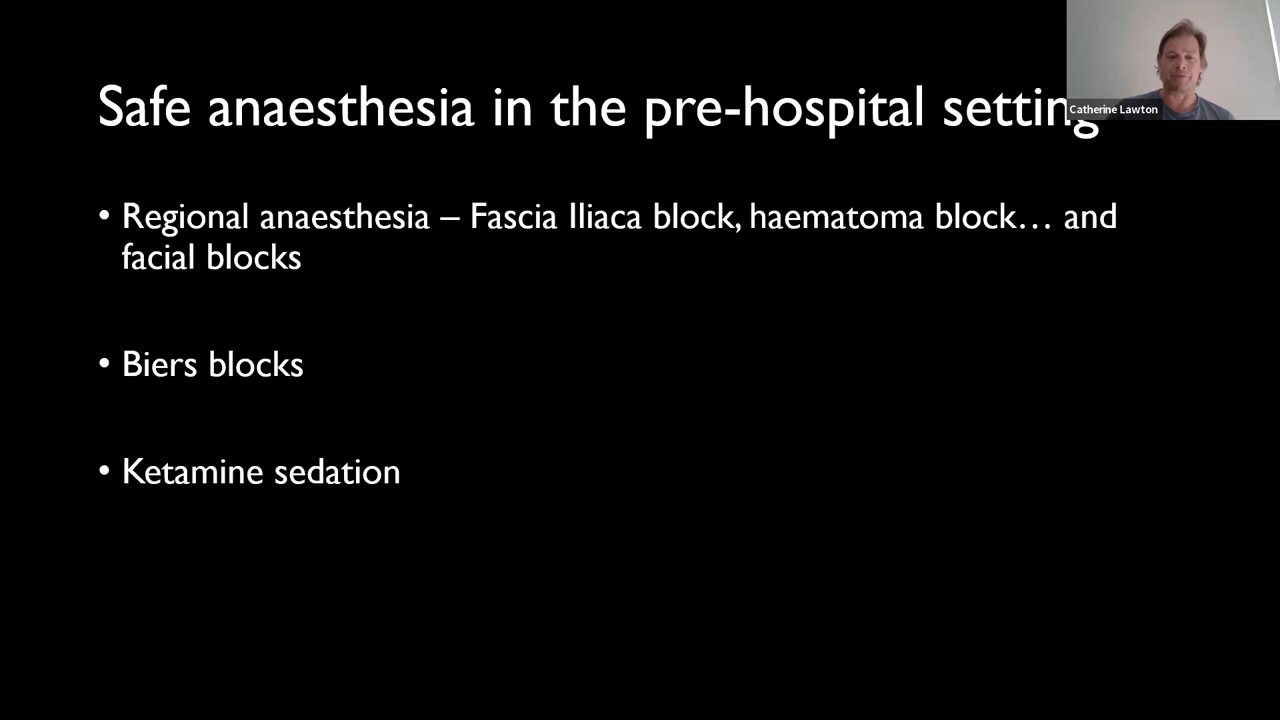 Safe anaesthesia in the pre-hospital setting
Catherine Lawton
• Regional anaesthesia – Fascia Iliaca block, haematoma block… and
facial blocks
• Biers blocks
• Ketamine sedation